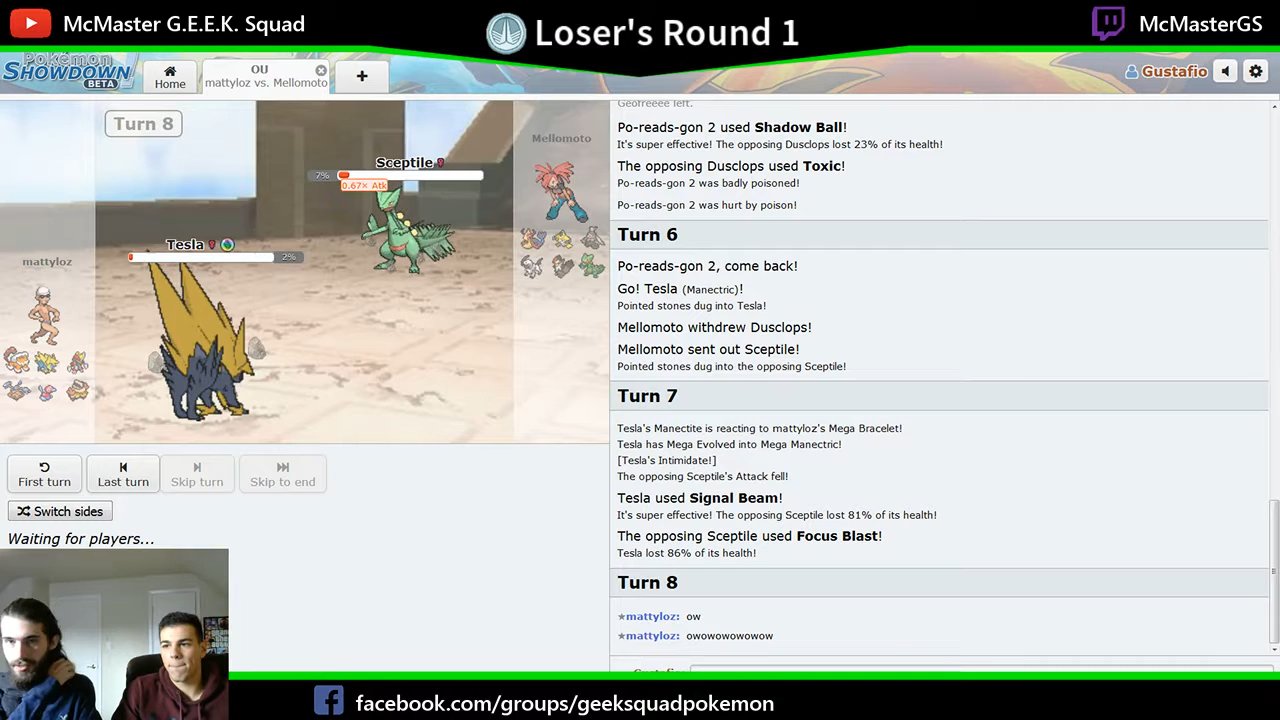 McMaster G.E.E.K. Squad
Loser's Round 1
McMasterGS
Pokémon
SHOWDOWN
BETA
Home
OU
mattyloz vs. Mellomoto
+
Gustafio
Turn 8
Mellomoto
Sceptile
7%
0.67× Atk
Tesla
2%
mattyloz
First turn
Last turn
Skip turn
Skip to end
Switch sides
Waiting for players...
Geofreeee left.
Po-reads-gon 2 used Shadow Ball!
It's super effective! The opposing Dusclops lost 23% of its health!
The opposing Dusclops used Toxic!
Po-reads-gon 2 was badly poisoned!
Po-reads-gon 2 was hurt by poison!
Turn 6
Po-reads-gon 2, come back!
Go! Tesla (Manectric)!
Pointed stones dug into Tesla!
Mellomoto withdrew Dusclops!
Mellomoto sent out Sceptile!
Pointed stones dug into the opposing Sceptile!
Turn 7
Tesla's Manectite is reacting to mattyloz's Mega Bracelet!
Tesla has Mega Evolved into Mega Manectric!
[Tesla's Intimidate!]
The opposing Sceptile's Attack fell!
Tesla used Signal Beam!
It's super effective! The opposing Sceptile lost 81% of its health!
The opposing Sceptile used Focus Blast!
Tesla lost 86% of its health!
Turn 8
★mattyloz: ow
★mattyloz: owowowowowow
Gustafio
facebook.com/groups/geeksquadpokemon